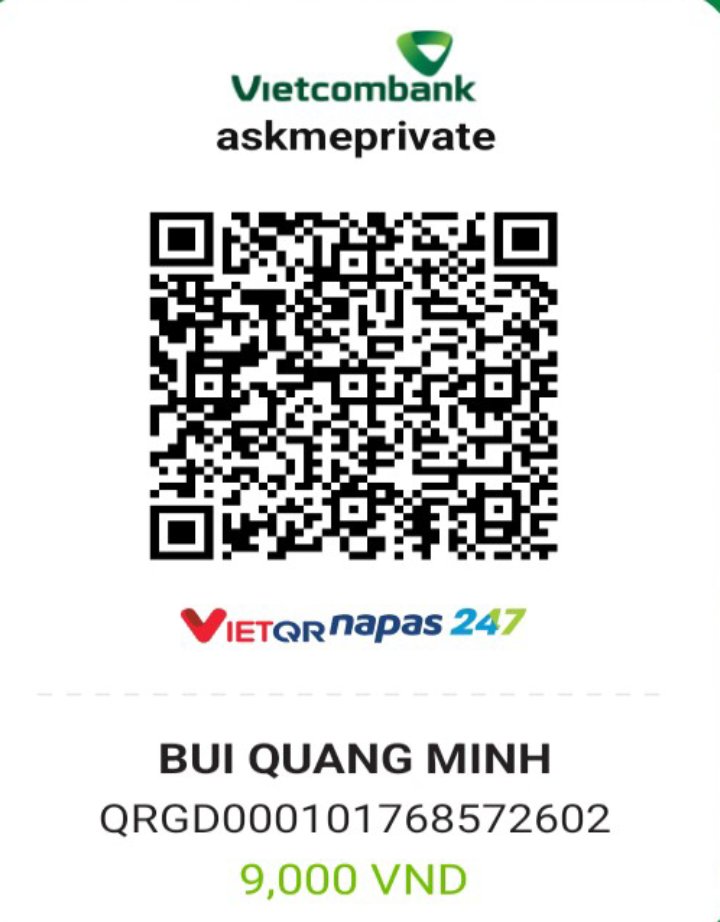 Vietcombank
askmeprivate
VIETQR napas 247
BUI QUANG MINH
QRGD000101768572602
9,000 VND